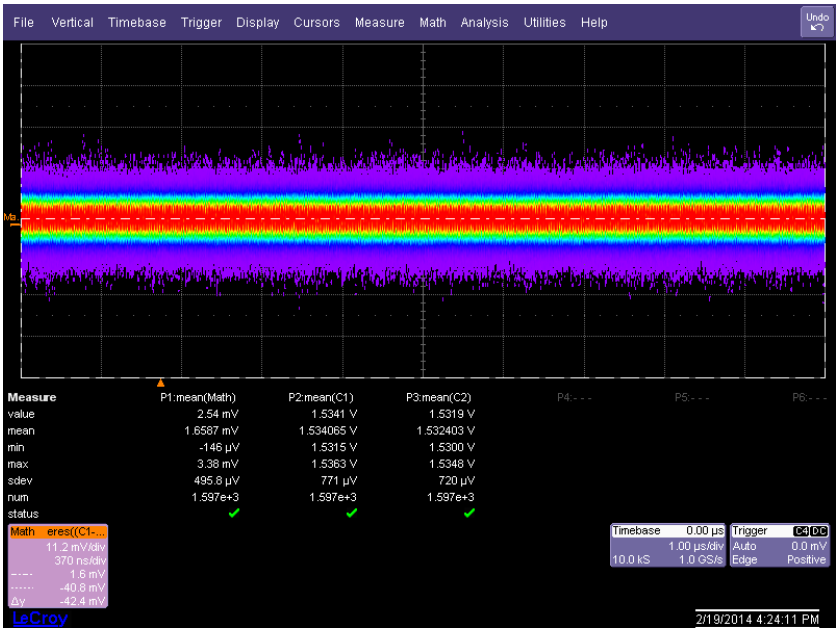 File Vertical Timebase Trigger Display Cursors Measure Math Analysis Utilities Help Undo
Ma
Measure P1:mean(Math) P2:mean(C1) P3:mean(C2) P4:- - - P5:- - - P6:- - -
value 2.54 mV 1.5341 V 1.5319 V
mean 1.6587 mV 1.534065 V 1.532403 V
min -146 µV 1.5315 V 1.5300 V
max 3.38 mV 1.5363 V 1.5348 V
sdev 495.8 µV 771 µV 720 µV
num 1.597e+3 1.597e+3 1.597e+3
status
Math eres((C1-...
11.2 mV/div
370 ns/div
1.6 mV
-40.8 mV
Δy -42.4 mV
Timebase 0.00 µs
1.00 µs/div
10.0 kS 1.0 GS/s
Trigger C4 DC
Auto 0.0 mV
Edge Positive
LeCroy
2/19/2014 4:24:11 PM